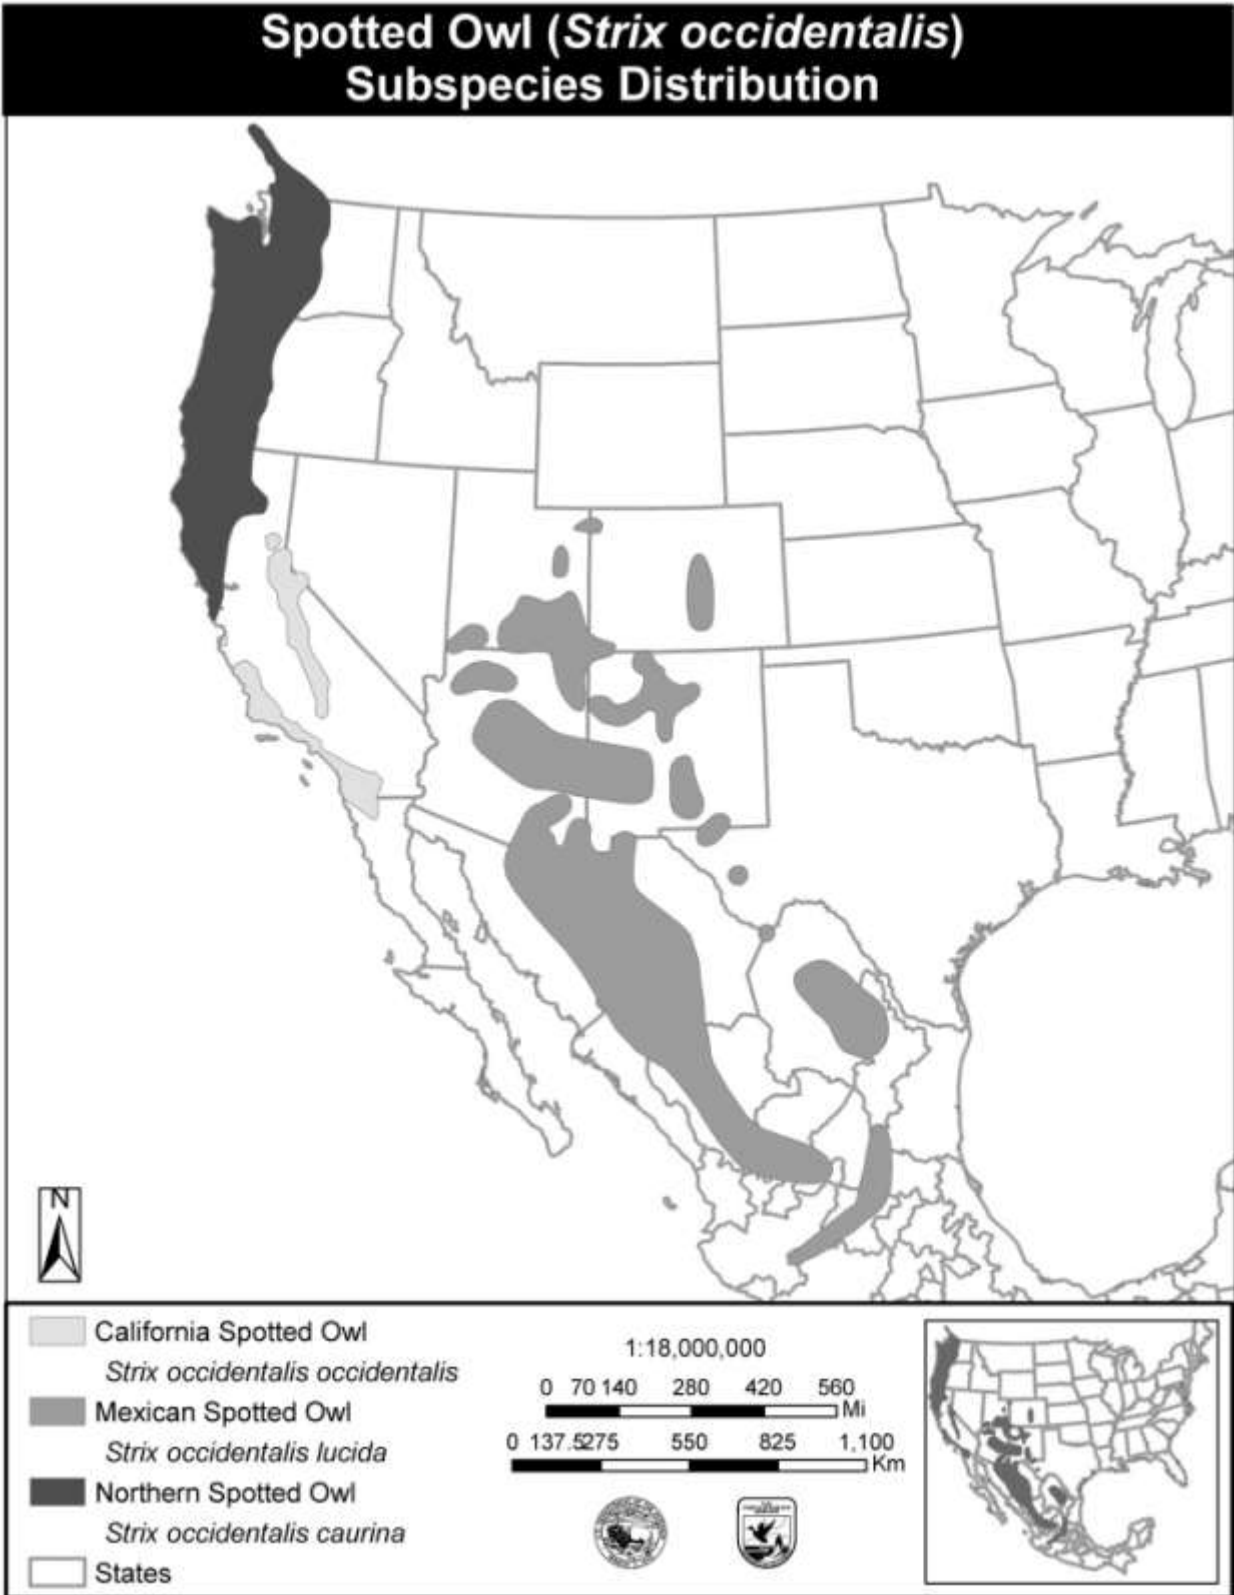 Spotted Owl (Strix occidentalis)
Subspecies Distribution
N
California Spotted Owl
Strix occidentalis occidentalis
Mexican Spotted Owl
Strix occidentalis lucida
Northern Spotted Owl
Strix occidentalis caurina
States
1:18,000,000
0 70 140 280 420 560
Mi
0 137.5275 550 825 1,100
Km